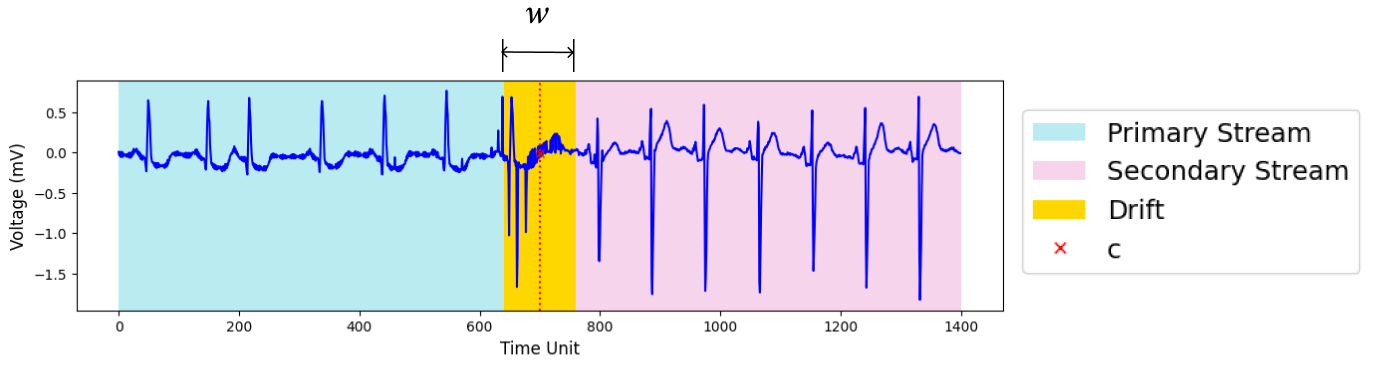 w
0.5
0.0
−0.5
−1.0
−1.5
Voltage (mV)
0 200 400 600 800 1000 1200 1400
Time Unit
Primary Stream
Secondary Stream
Drift
c